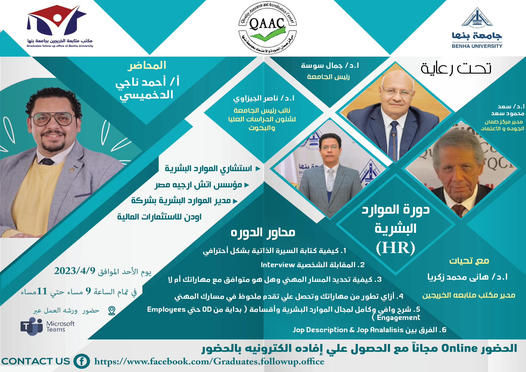 مكتب متابعة الخريجين بجامعة بنها
Graduates follow up office of Benha university
QAAC
جامعة بنها
BENHA UNIVERSITY
تحت رعاية
ا.د/ جمال سوسة
رئيس الجامعة
ا.د/ ناصر الجيزاوي
نائب رئيس الجامعة
لشئون الدراسات العليا
والبحوث
ا.د/ سعد
محمود سعد
مدير مركز ضمان
الجوده و الاعتماد
المحاضر
أ/ أحمد ناجي
الدخميسي
استشاري الموارد البشرية
مؤسس اتش ارجيه مصر
مدير الموارد البشرية بشركة
اودن للاستثمارات المالية
دورة الموارد
البشرية
(HR)
مع تحيات
ا.د/ هانى محمد زكريا
مدير مكتب متابعه الخريجين
محاور الدوره
1. كيفية كتابة السيرة الذاتية بشكل أحترافي
2. المقابلة الشخصية Interview
3. كيفية تحديد المسار المهني وهل هو متوافق مع مهاراتك أم لا
4. أزاي تطور من مهاراتك وتحصل علي تقدم ملحوظ في مسارك المهني
5. شرح وافي وكامل لمجال الموارد البشرية وأقسامة ( بداية من OD حتي Employees
Engagement )
6. الفرق بين Jop Description & Jop Analalisis
يوم الأحد الموافق 2023/4/9
في تمام الساعة 9 مساء حتي 11 مساء
حضور ورشه العمل عبر
Microsoft
Teams
الحضور Online مجاناً مع الحصول علي إفاده الكترونيه بالحضور
CONTACT US https://www.facebook.com/Graduates.followup.office